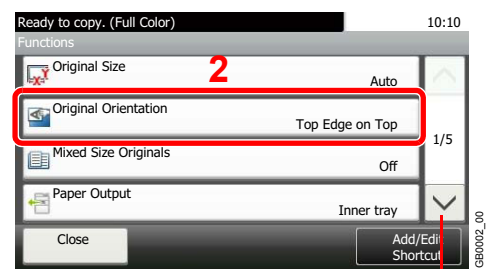 Ready to copy. (Full Color) 10:10
Functions
Original Size
2
Auto
Original Orientation
Top Edge on Top
1/5
Mixed Size Originals
Off
Paper Output
Inner tray
Close
Add/Edit
Shortcut
GB0002_00